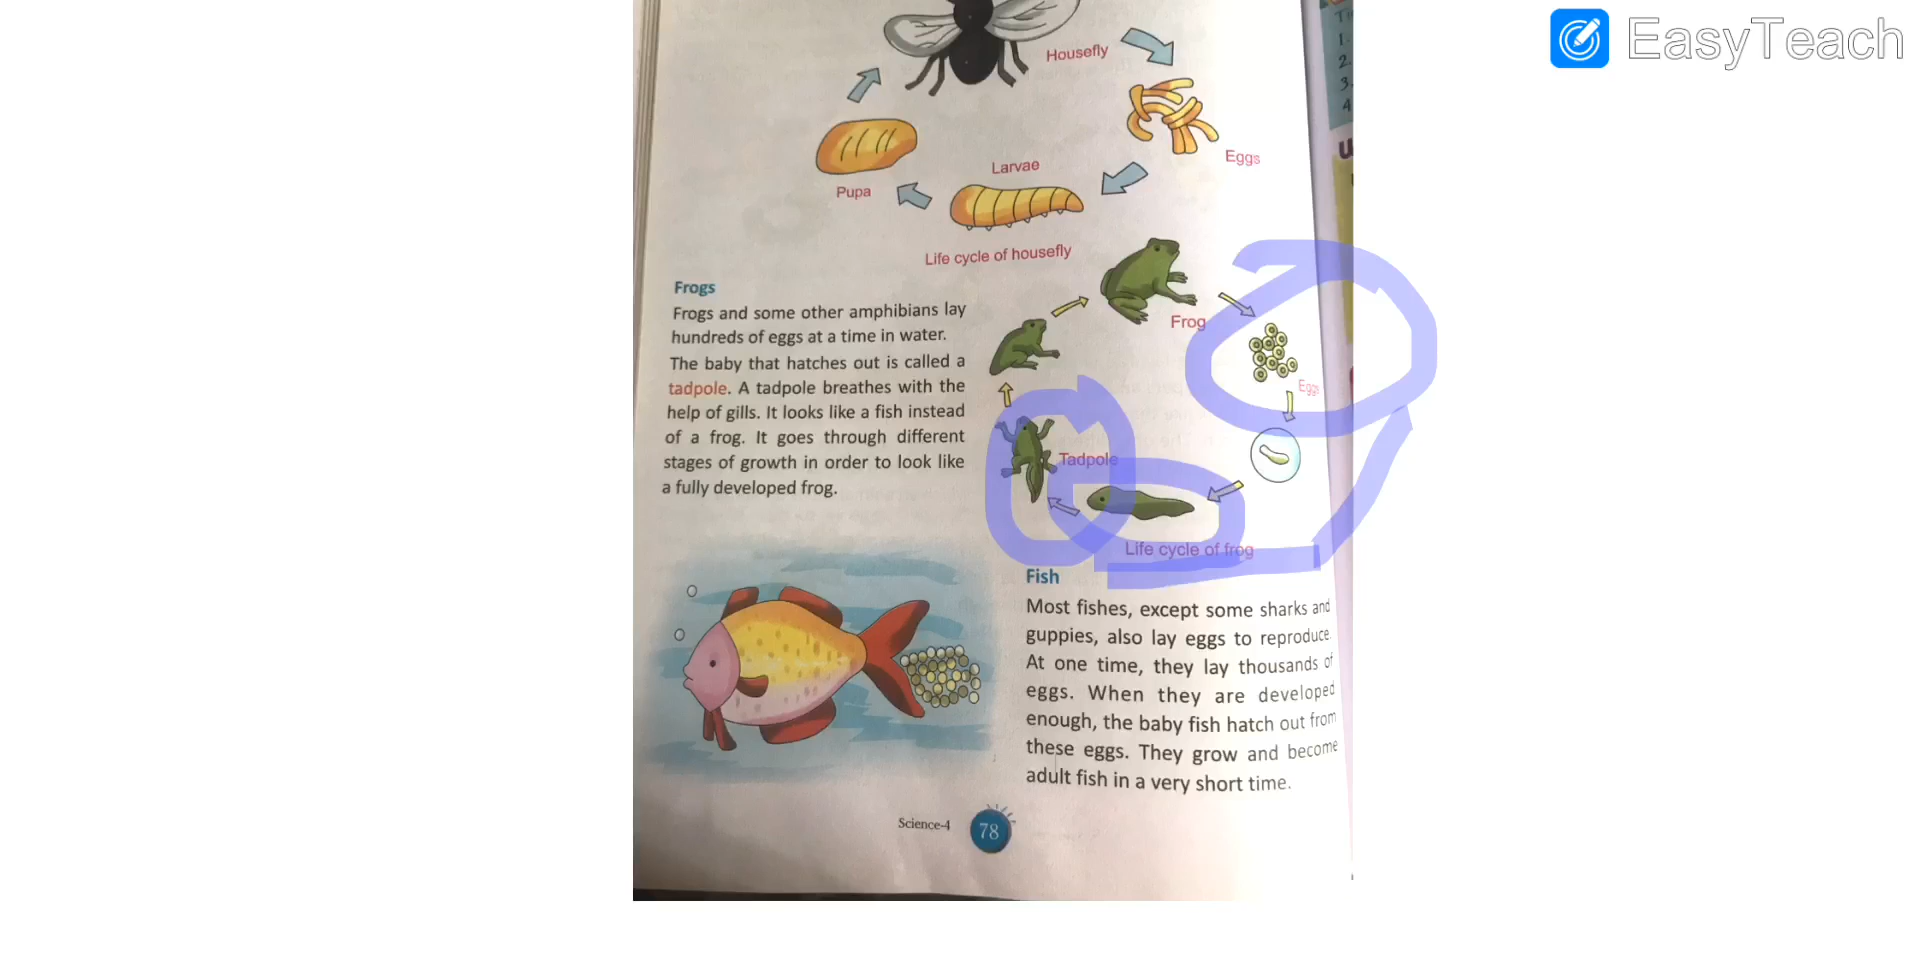 EasyTeach
Housefly
Eggs
Larvae
Pupa
Life cycle of housefly
Frogs
Frogs and some other amphibians lay
hundreds of eggs at a time in water.
The baby that hatches out is called a
tadpole. A tadpole breathes with the
help of gills. It looks like a fish instead
of a frog. It goes through different
stages of growth in order to look like
a fully developed frog.
Frog
Eggs
Tadpole
Life cycle of frog
Fish
Most fishes, except some sharks and
guppies, also lay eggs to reproduce.
At one time, they lay thousands of
eggs. When they are developed
enough, the baby fish hatch out from
these eggs. They grow and become
adult fish in a very short time.
Science-4
78
1.
2.
3.
4